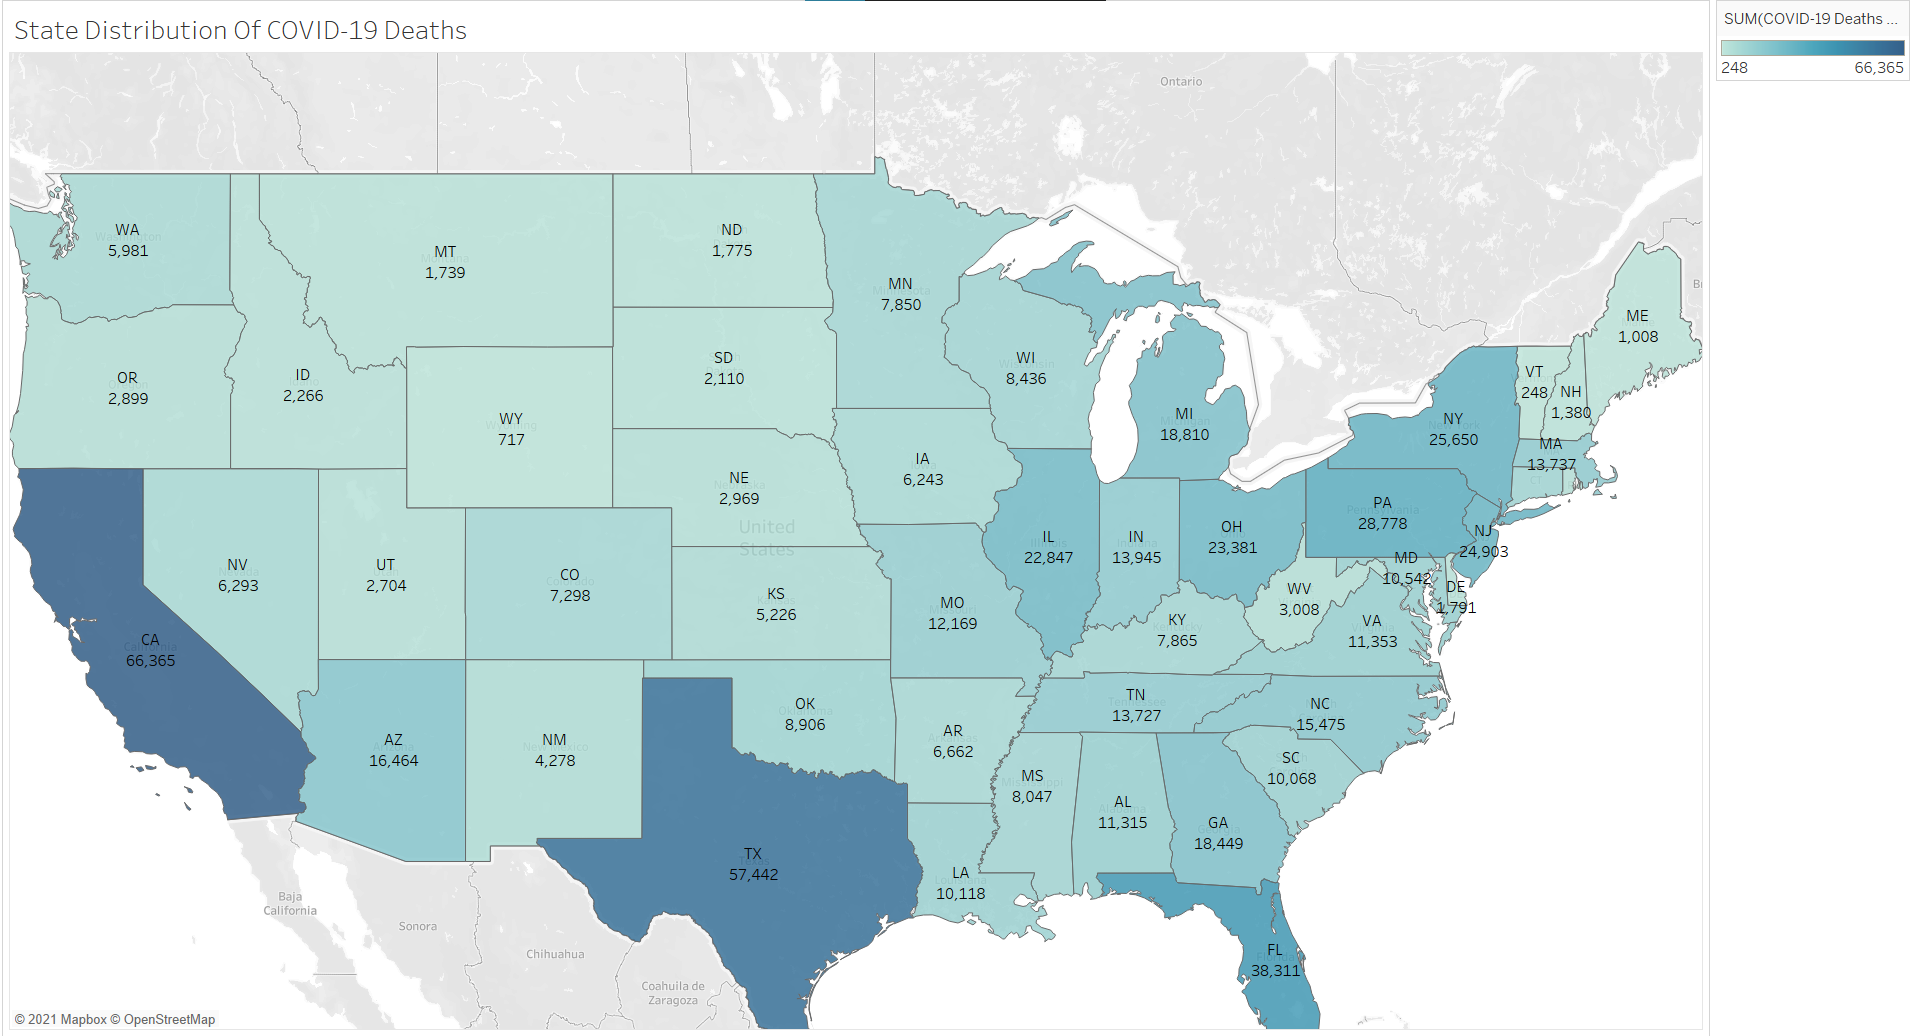 State Distribution Of COVID-19 Deaths
SUM(COVID-19 Deaths ...
248
66,365
Ontario
WA
5,981
MT
1,739
ND
1,775
MN
7,850
ME
1,008
OR
2,899
ID
2,266
WY
717
SD
2,110
WI
8,436
MI
18,810
NY
25,650
VT
248
NH
1,380
MA
13,737
CT
NE
2,969
IA
6,243
United
States
PA
28,778
NJ
24,903
IL
22,847
IN
13,945
OH
23,381
MD
10,542
DE
1,791
NV
6,293
UT
2,704
CO
7,298
KS
5,226
MO
12,169
KY
7,865
WV
3,008
VA
11,353
CA
66,365
AZ
16,464
NM
4,278
OK
8,906
AR
6,662
TN
13,727
NC
15,475
SC
10,068
MS
8,047
AL
11,315
GA
18,449
TX
57,442
LA
10,118
FL
38,311
Baja
California
Sonora
Chihuahua
Coahuila de
Zaragoza
© 2021 Mapbox © OpenStreetMap